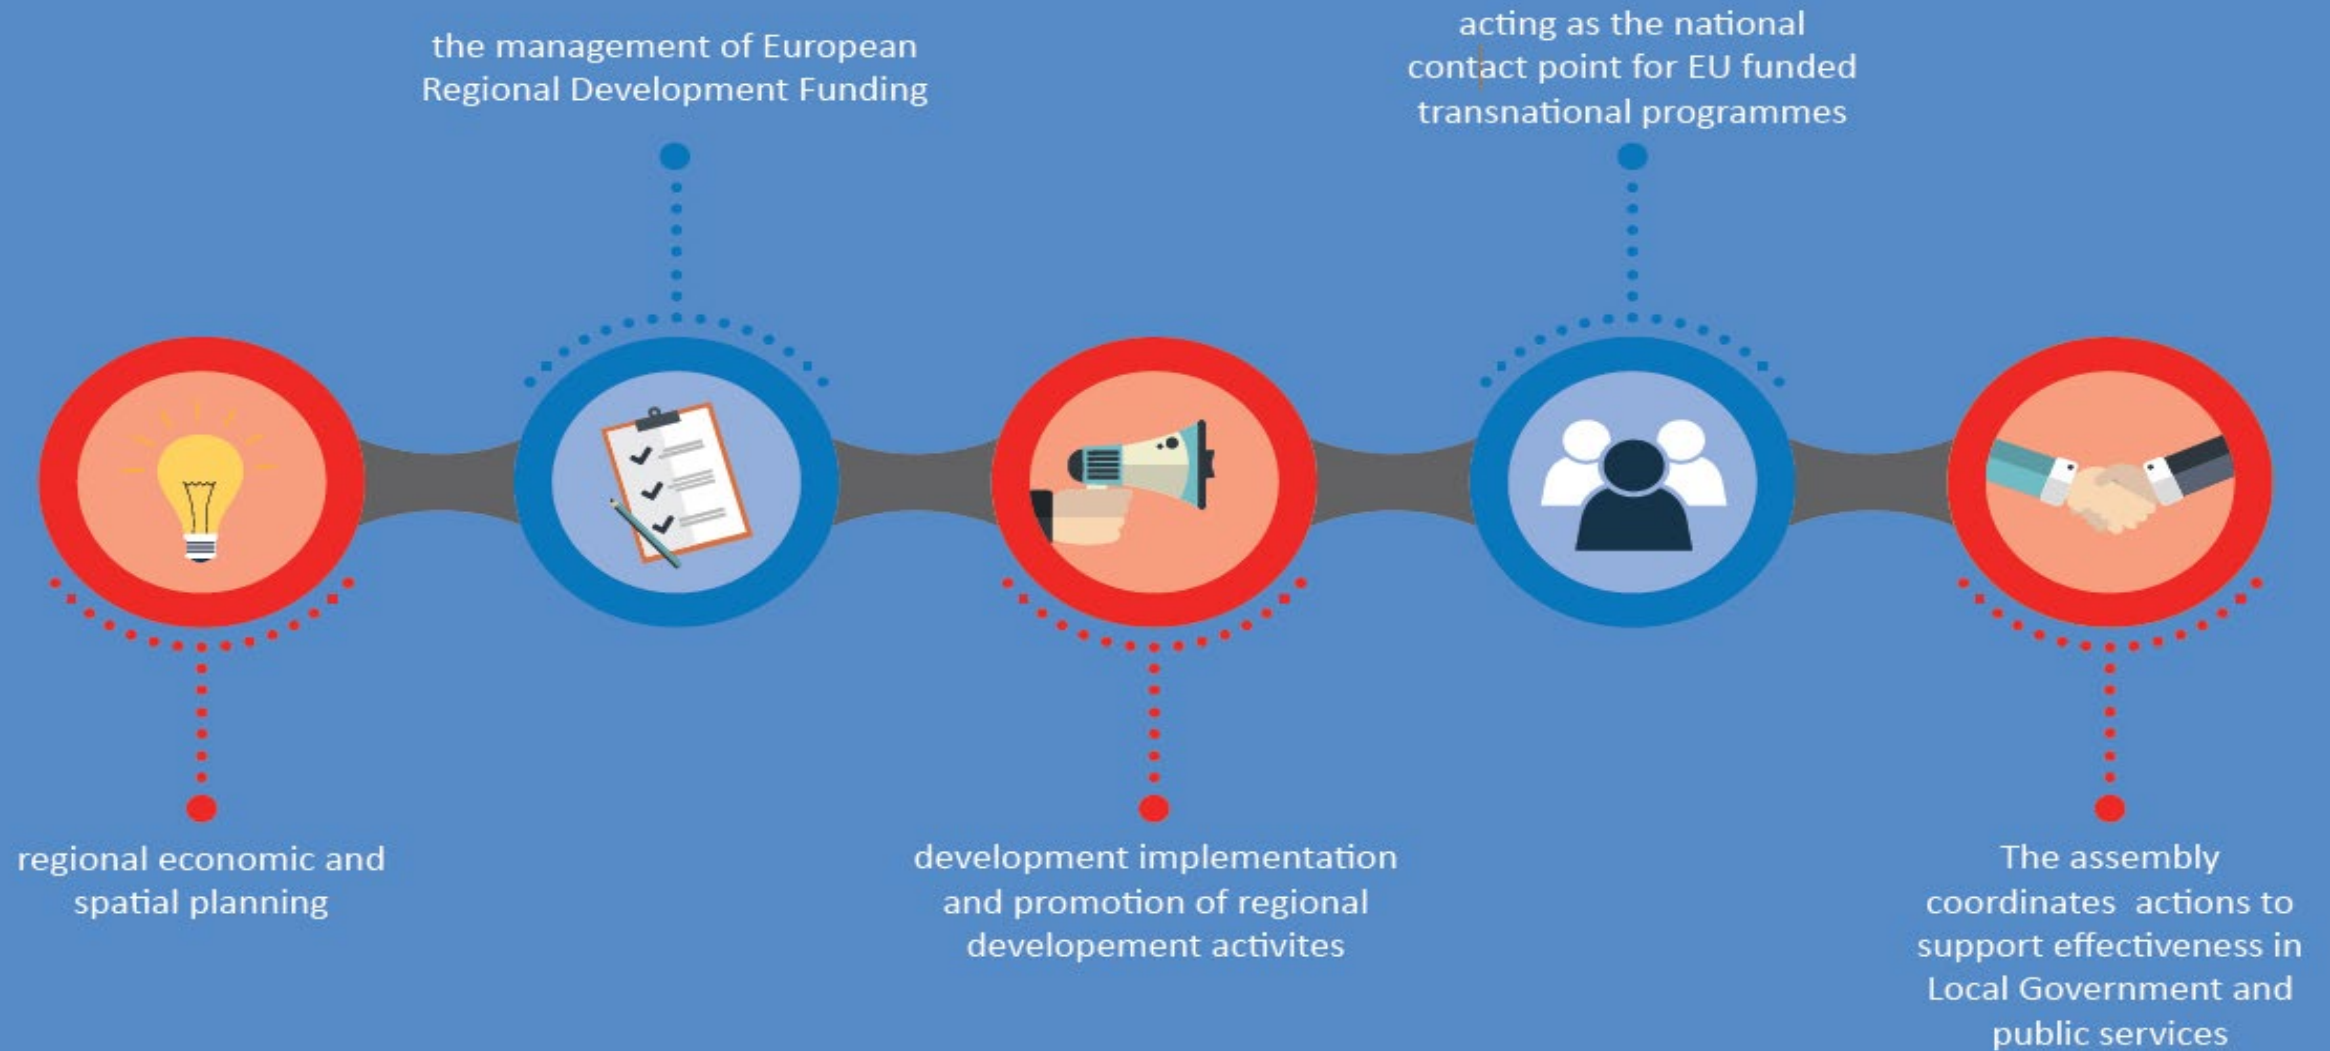 regional economic and
spatial planning
the management of European
Regional Development Funding
development implementation
and promotion of regional
developement activites
acting as the national
contact point for EU funded
transnational programmes
The assembly
coordinates  actions to
support effectiveness in
Local Government and
public services